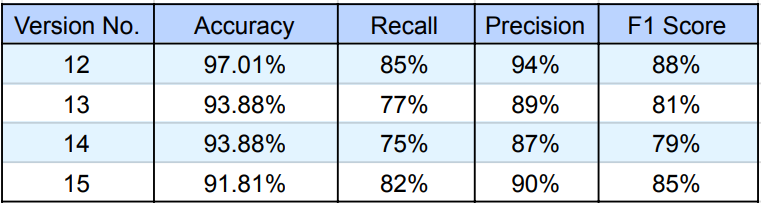 Version No. Accuracy Recall Precision F1 Score
12 97.01% 85% 94% 88%
13 93.88% 77% 89% 81%
14 93.88% 75% 87% 79%
15 91.81% 82% 90% 85%